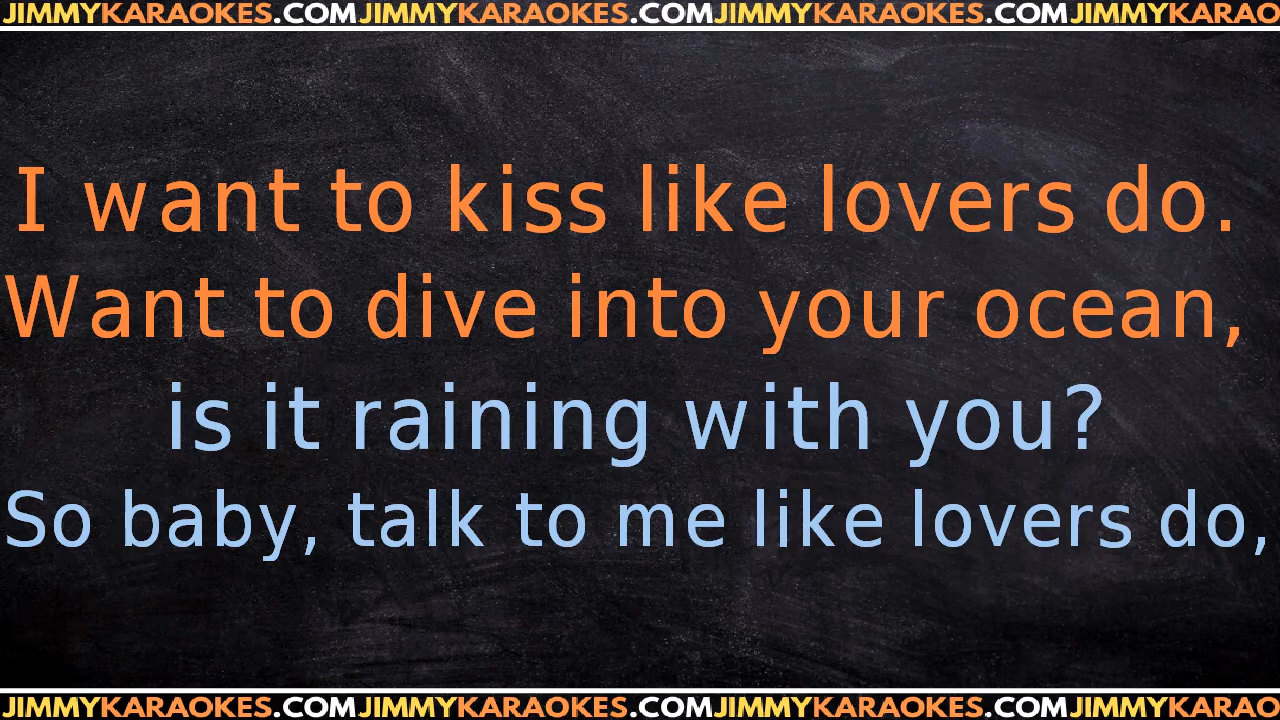 JIMMYKARAOKES.COMJIMMYKARAOKES.COMJIMMYKARAOKES.COMJIMMYKARAO
I want to kiss like lovers do.
Want to dive into your ocean,
is it raining with you?
So baby, talk to me like lovers do,
JIMMYKARAOKES.COMJIMMYKARAOKES.COMJIMMYKARAOKES.COMJIMMYKARAO